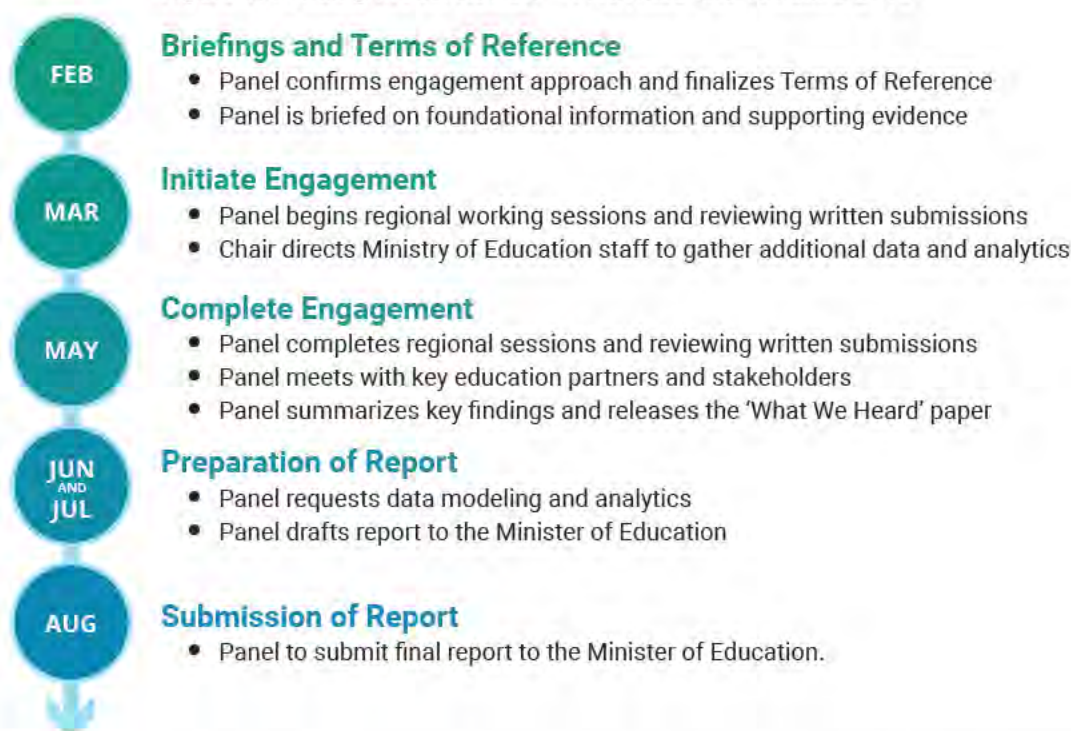 FEB
Briefings and Terms of Reference
• Panel confirms engagement approach and finalizes Terms of Reference
• Panel is briefed on foundational information and supporting evidence
MAR
Initiate Engagement
• Panel begins regional working sessions and reviewing written submissions
• Chair directs Ministry of Education staff to gather additional data and analytics
MAY
Complete Engagement
• Panel completes regional sessions and reviewing written submissions
• Panel meets with key education partners and stakeholders
• Panel summarizes key findings and releases the ‘What We Heard’ paper
JUN
AND
JUL
Preparation of Report
• Panel requests data modeling and analytics
• Panel drafts report to the Minister of Education
AUG
Submission of Report
• Panel to submit final report to the Minister of Education.